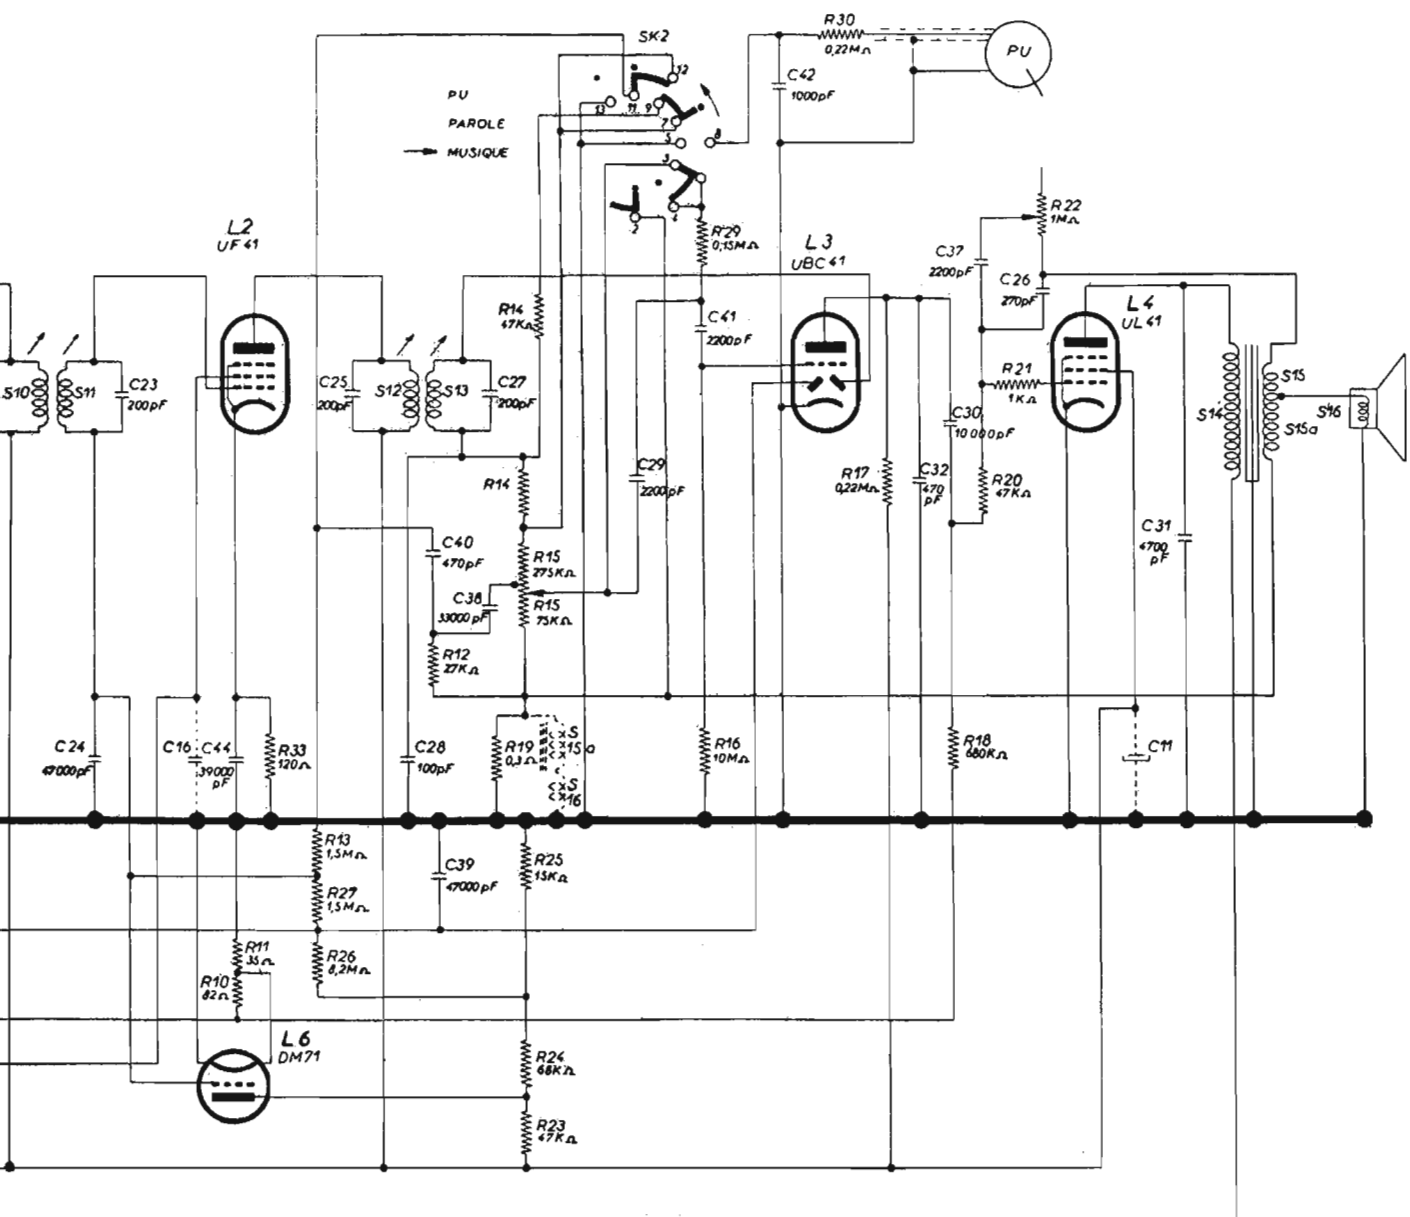 R30
0,22MΩ
PU
SK2
12
C42
1000pF
PU
13
11
9
PAROLE
7
MUSIQUE
5
8
3
R22
1MΩ
4
2
L2
UF41
R29
0,15MΩ
L3
UBC41
C37
2200pF
C26
270pF
L4
UL41
R14
47KΩ
C41
2200pF
S10
S11
C23
200pF
C25
200pF
S12
S13
C27
200pF
R21
1KΩ
S15
S14
S15a
S16
C30
10000pF
R14
C29
2200pF
R17
0,22MΩ
C32
470
pF
R20
47KΩ
C40
470pF
R15
275KΩ
C31
4700
pF
C38
33000pF
R15
75KΩ
R12
27KΩ
C24
47000pF
C16
C44
39000
pF
R33
120Ω
C28
100pF
R19
0,3Ω
S
15a
S
16
R16
10MΩ
R18
680KΩ
C11
R13
1,5MΩ
R27
1,5MΩ
C39
47000pF
R25
15KΩ
R11
35Ω
R10
82Ω
R26
8,2MΩ
L6
DM71
R24
68KΩ
R23
47KΩ